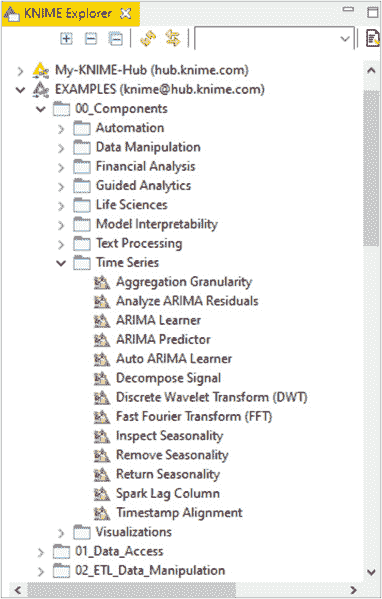 KNIME Explorer
My-KNIME-Hub (hub.knime.com)
EXAMPLES (knime@hub.knime.com)
00_Components
Automation
Data Manipulation
Financial Analysis
Guided Analytics
Life Sciences
Model Interpretability
Text Processing
Time Series
Aggregation Granularity
Analyze ARIMA Residuals
ARIMA Learner
ARIMA Predictor
Auto ARIMA Learner
Decompose Signal
Discrete Wavelet Transform (DWT)
Fast Fourier Transform (FFT)
Inspect Seasonality
Remove Seasonality
Return Seasonality
Spark Lag Column
Timestamp Alignment
Visualizations
01_Data_Access
02_ETL_Data_Manipulation